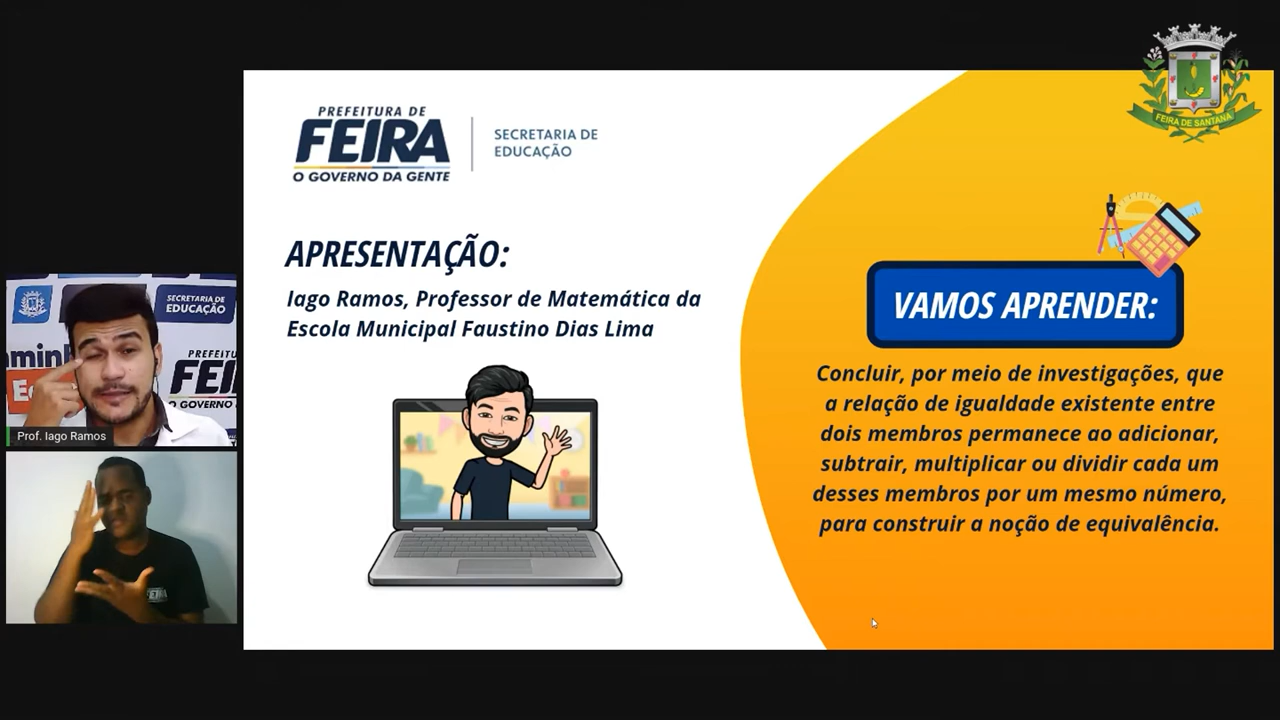 PREFEITURA DE
FEIRA
O GOVERNO DA GENTE
SECRETARIA DE
EDUCAÇÃO
FEIRA DE SANTANA
APRESENTAÇÃO:
Iago Ramos, Professor de Matemática da
Escola Municipal Faustino Dias Lima
VAMOS APRENDER:
Concluir, por meio de investigações, que
a relação de igualdade existente entre
dois membros permanece ao adicionar,
subtrair, multiplicar ou dividir cada um
desses membros por um mesmo número,
para construir a noção de equivalência.
SECRETARIA DE
EDUCAÇÃO
FEI
O GOVERNO
Prof. Iago Ramos
FEIRA